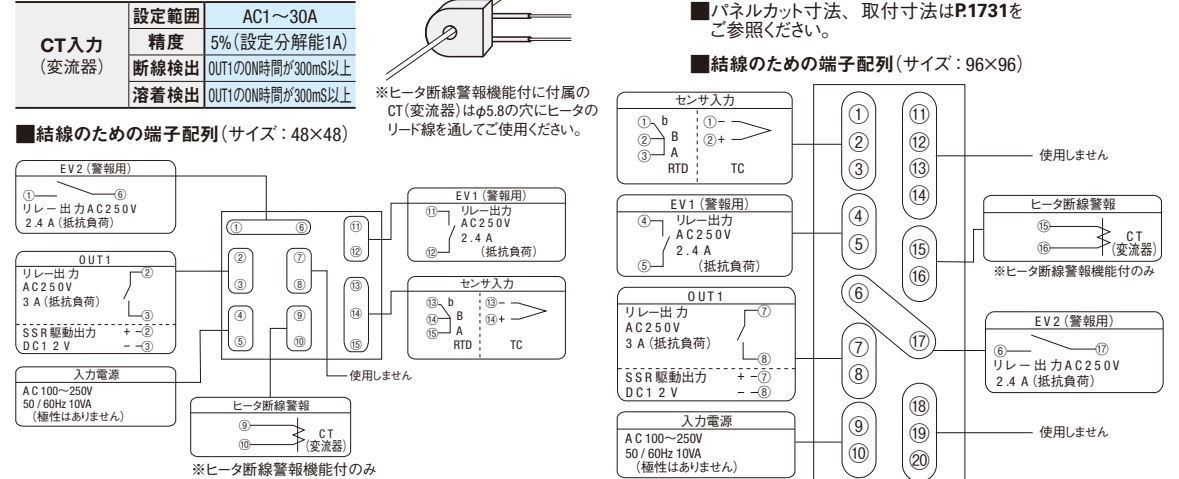 CT入力
(変流器)
設定範囲 AC1～30A
精度 5%(設定分解能1A)
断線検出 OUT1のON時間が300mS以上
溶着検出 OUT1のON時間が300mS以上
※ヒータ断線警報機能付に付属の
CT(変流器)はφ5.8の穴にヒータの
リード線を通してご使用ください。
■結線のための端子配列(サイズ：48×48)
EV2(警報用)
① ⑥
リレー出力AC250V
2.4A(抵抗負荷)
OUT1
リレー出力 ②
AC250V
3A(抵抗負荷)
③
SSR駆動出力 + -②
DC12V - -③
入力電源
AC100～250V
50/60Hz 10VA
(極性はありません)
① ⑥ ⑪
② ⑦ ⑫
③ ⑧ ⑬
④ ⑨ ⑭
⑤ ⑩ ⑮
EV1(警報用)
⑪ リレー出力
AC250V
2.4A
⑫ (抵抗負荷)
センサ入力
⑬ b ⑬ -
⑭ B ⑭ +
⑮ A
RTD TC
使用しません
ヒータ断線警報
⑨
⑩ CT
(変流器)
※ヒータ断線警報機能付のみ
■パネルカット寸法、取付寸法はP.1731を
ご参照ください。
■結線のための端子配列(サイズ：96×96)
センサ入力
① b ① -
② B ② +
③ A
RTD TC
EV1(警報用)
④ リレー出力
AC250V
2.4A
⑤ (抵抗負荷)
OUT1
リレー出力 ⑦
AC250V
3A(抵抗負荷)
⑧
SSR駆動出力 + -⑦
DC12V - -⑧
入力電源
AC100～250V
50/60Hz 10VA
(極性はありません)
① ⑪
② ⑫
③ ⑬
⑭
④
⑤ ⑮
⑯
⑥
⑦ ⑰
⑧
⑱
⑨ ⑲
⑩ ⑳
使用しません
ヒータ断線警報
⑮
⑯ CT
(変流器)
※ヒータ断線警報機能付のみ
EV2(警報用)
⑥ ⑰
リレー出力AC250V
2.4A(抵抗負荷)
使用しません